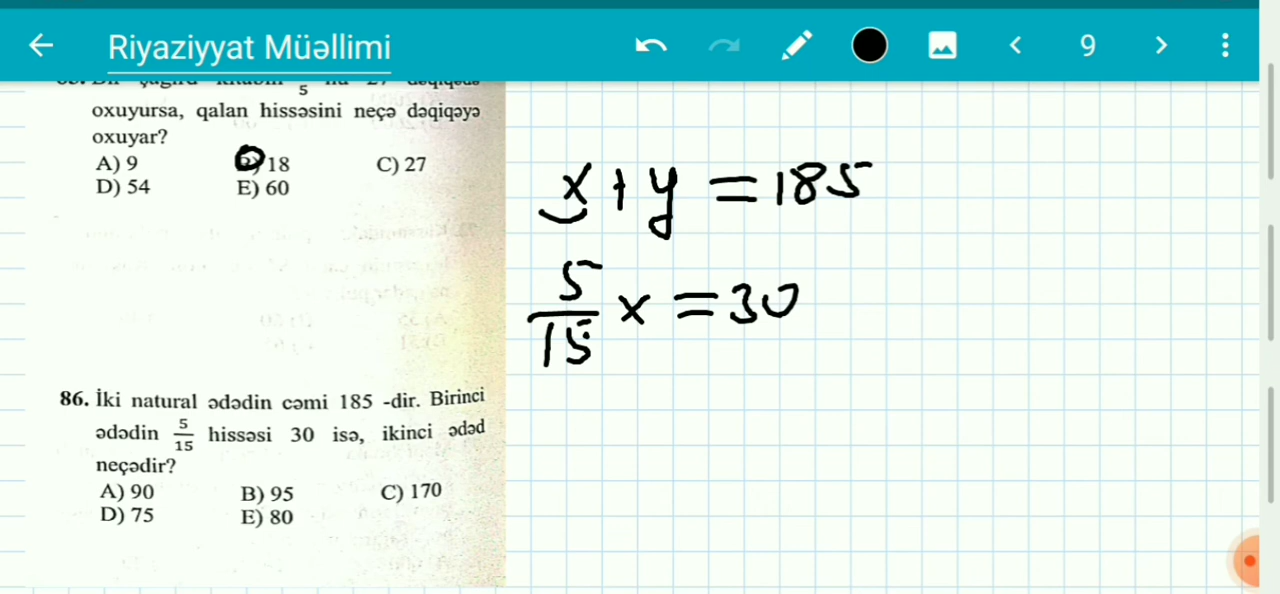 Riyaziyyat Müəllimi
9
5
oxuyursa, qalan hissəsini neçə dəqiqəyə
oxuyar?
A) 9 B) 18 C) 27
D) 54 E) 60
86. İki natural ədədin cəmi 185 -dir. Birinci
ədədin 5/15 hissəsi 30 isə, ikinci ədəd
neçədir?
A) 90 B) 95 C) 170
D) 75 E) 80
x + y = 185
5/15 x = 30